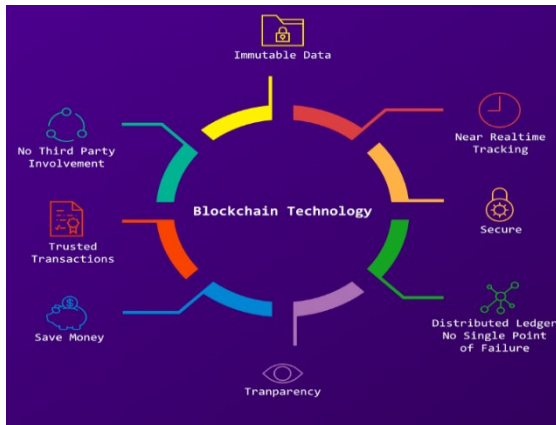 Immutable Data
No Third Party
Involvement
Near Realtime
Tracking
Blockchain Technology
Trusted
Transactions
Secure
Save Money
Distributed Ledger
No Single Point
of Failure
Tranparency